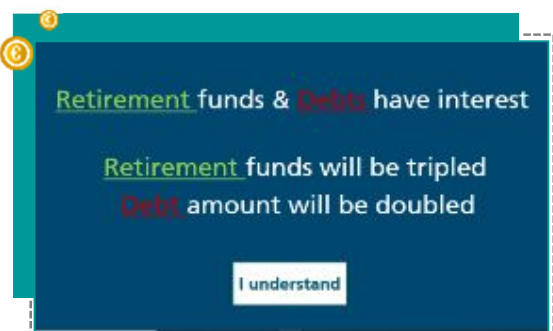 Retirement funds & Debts have interest
Retirement funds will be tripled
Debt amount will be doubled
I understand